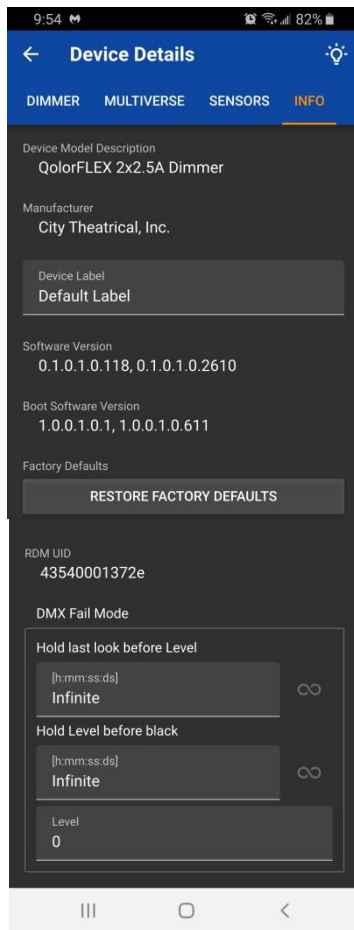 9:54 82%
Device Details
DIMMER MULTIVERSE SENSORS INFO
Device Model Description
QolorFLEX 2x2.5A Dimmer
Manufacturer
City Theatrical, Inc.
Device Label
Default Label
Software Version
0.1.0.1.0.118, 0.1.0.1.0.2610
Boot Software Version
1.0.0.1.0.1, 1.0.0.1.0.611
Factory Defaults
RESTORE FACTORY DEFAULTS
RDM UID
43540001372e
DMX Fail Mode
Hold last look before Level
[h:mm:ss:ds]
Infinite
Hold Level before black
[h:mm:ss:ds]
Infinite
Level
0